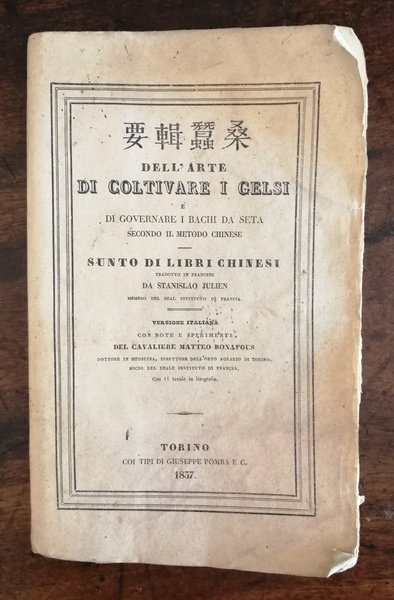 桑蠶輯要
DELL'ARTE
DI COLTIVARE I GELSI
E
DI GOVERNARE I BACHI DA SETA
SECONDO IL METODO CHINESE
SUNTO DI LIBRI CHINESI
TRADOTTO IN FRANCESE
DA STANISLAO JULIEN
MEMBRO DEL REAL INSTITUTO DI FRANCIA.
VERSIONE ITALIANA
CON NOTE E SPERIMENTI
DEL CAVALIERE MATTEO BONAFOUS
DOTTORE IN MEDICINA, DIRETTORE DELL'ORTO AGRARIO DI TORINO,
SOCIO DEL REALE INSTITUTO DI FRANCIA.
Con 11 tavole in litografia.
TORINO
COI TIPI DI GIUSEPPE POMBA E C.
1837.